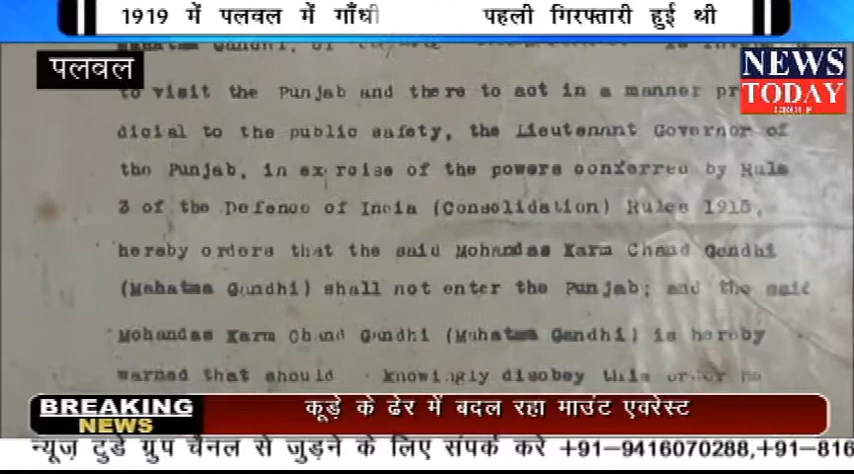 1919 में पलवल में गाँधी पहली गिरफ्तारी हुई थी
पलवल
NEWS
TODAY
GROUP
to visit the Punjab and there to act in a manner
dicial to the public safety, the Lieutenant Governor of
the Punjab, in ex rcise of the powers conferred by Rule
3 of the Defence of India (Consolidation) Rules 1915,
hereby orders that the said Mohandas Karm Chand Gandhi
(Mahatma Gandhi) shall not enter the Punjab; and the said
Mohandas Karm Chand Gandhi (Mahatma Gandhi) is hereby
warned that should knowingly disobey this order he
BREAKING
NEWS
कूड़े के ढेर में बदल रहा माउंट एवरेस्ट
न्यूज़ टुडे ग्रुप चैनल से जुड़ने के लिए संपर्क करे +91-9416070288,+91-816